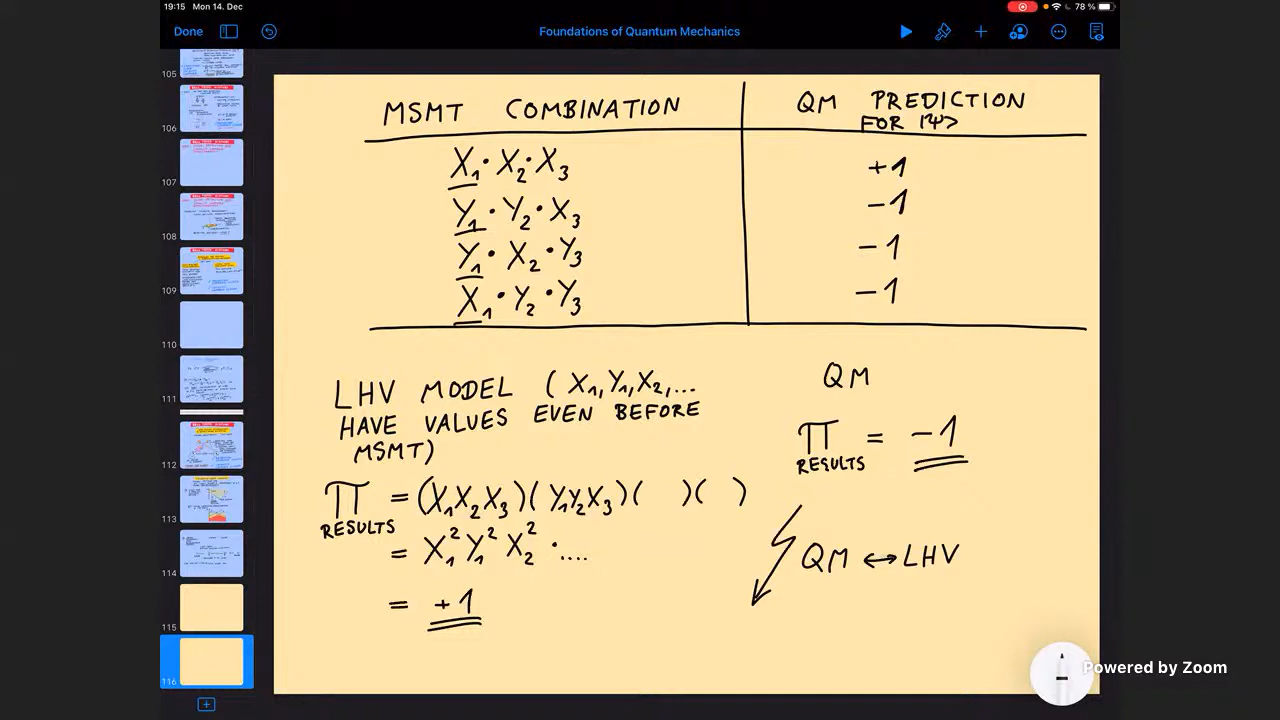 19:15 Mon 14. Dec
78 %
Done
Foundations of Quantum Mechanics
105
106
107
108
109
110
111
112
113
114
115
116
MSMT COMBINATION
QM PREDICTION
FOR |Ψ>
X₁·X₂·X₃ +1
Y₁·Y₂·X₃ −1
Y₁·X₂·Y₃ −1
X₁·Y₂·Y₃ −1
LHV MODEL (X₁,Y₁,X₂,...
HAVE VALUES EVEN BEFORE
MSMT)
Π = (X₁X₂X₃)(Y₁Y₂X₃)( )( )
RESULTS
= X₁² Y₁² X₂² · ....
= +1
QM
Π = −1
RESULTS
QM ↔ LHV
Powered by Zoom